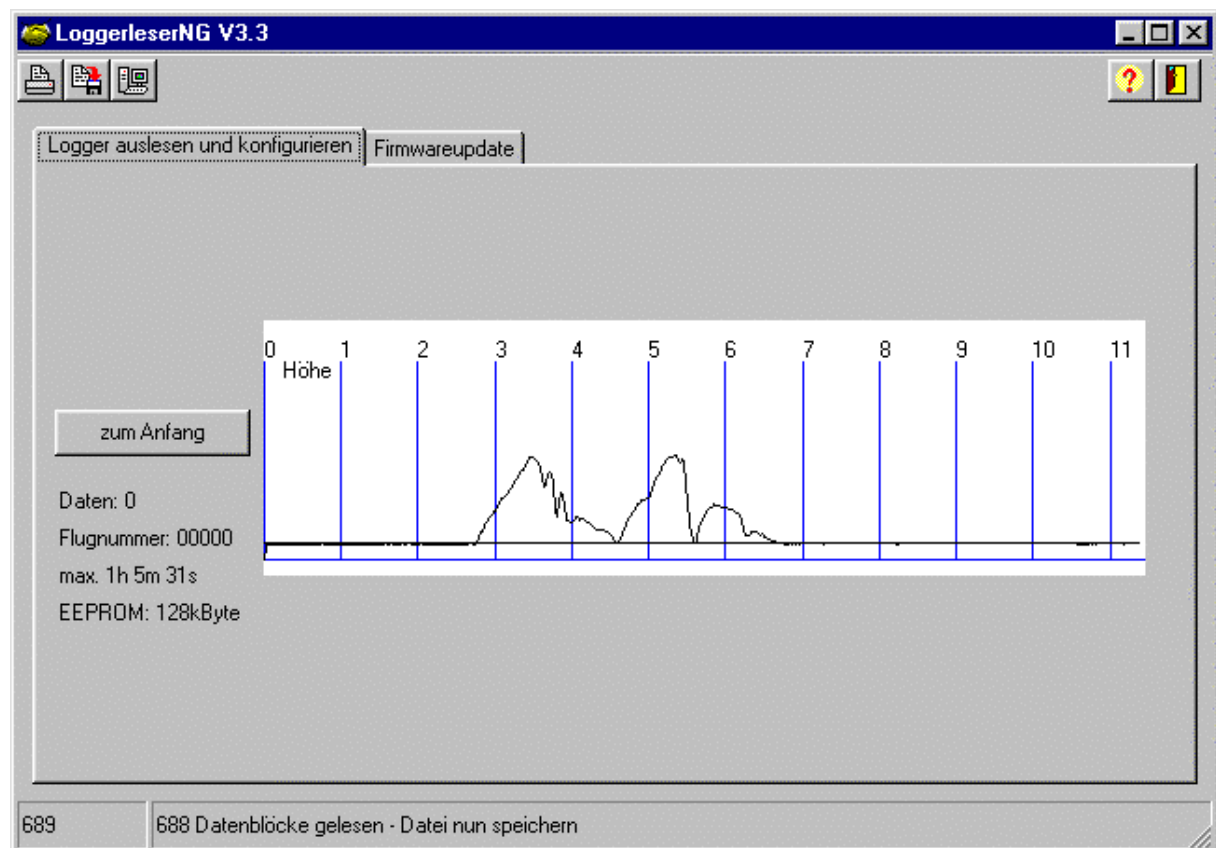 LoggerleserNG V3.3
?
Logger auslesen und konfigurieren
Firmwareupdate
0 1 2 3 4 5 6 7 8 9 10 11
Höhe
zum Anfang
Daten: 0
Flugnummer: 00000
max. 1h 5m 31s
EEPROM: 128kByte
689
688 Datenblöcke gelesen - Datei nun speichern